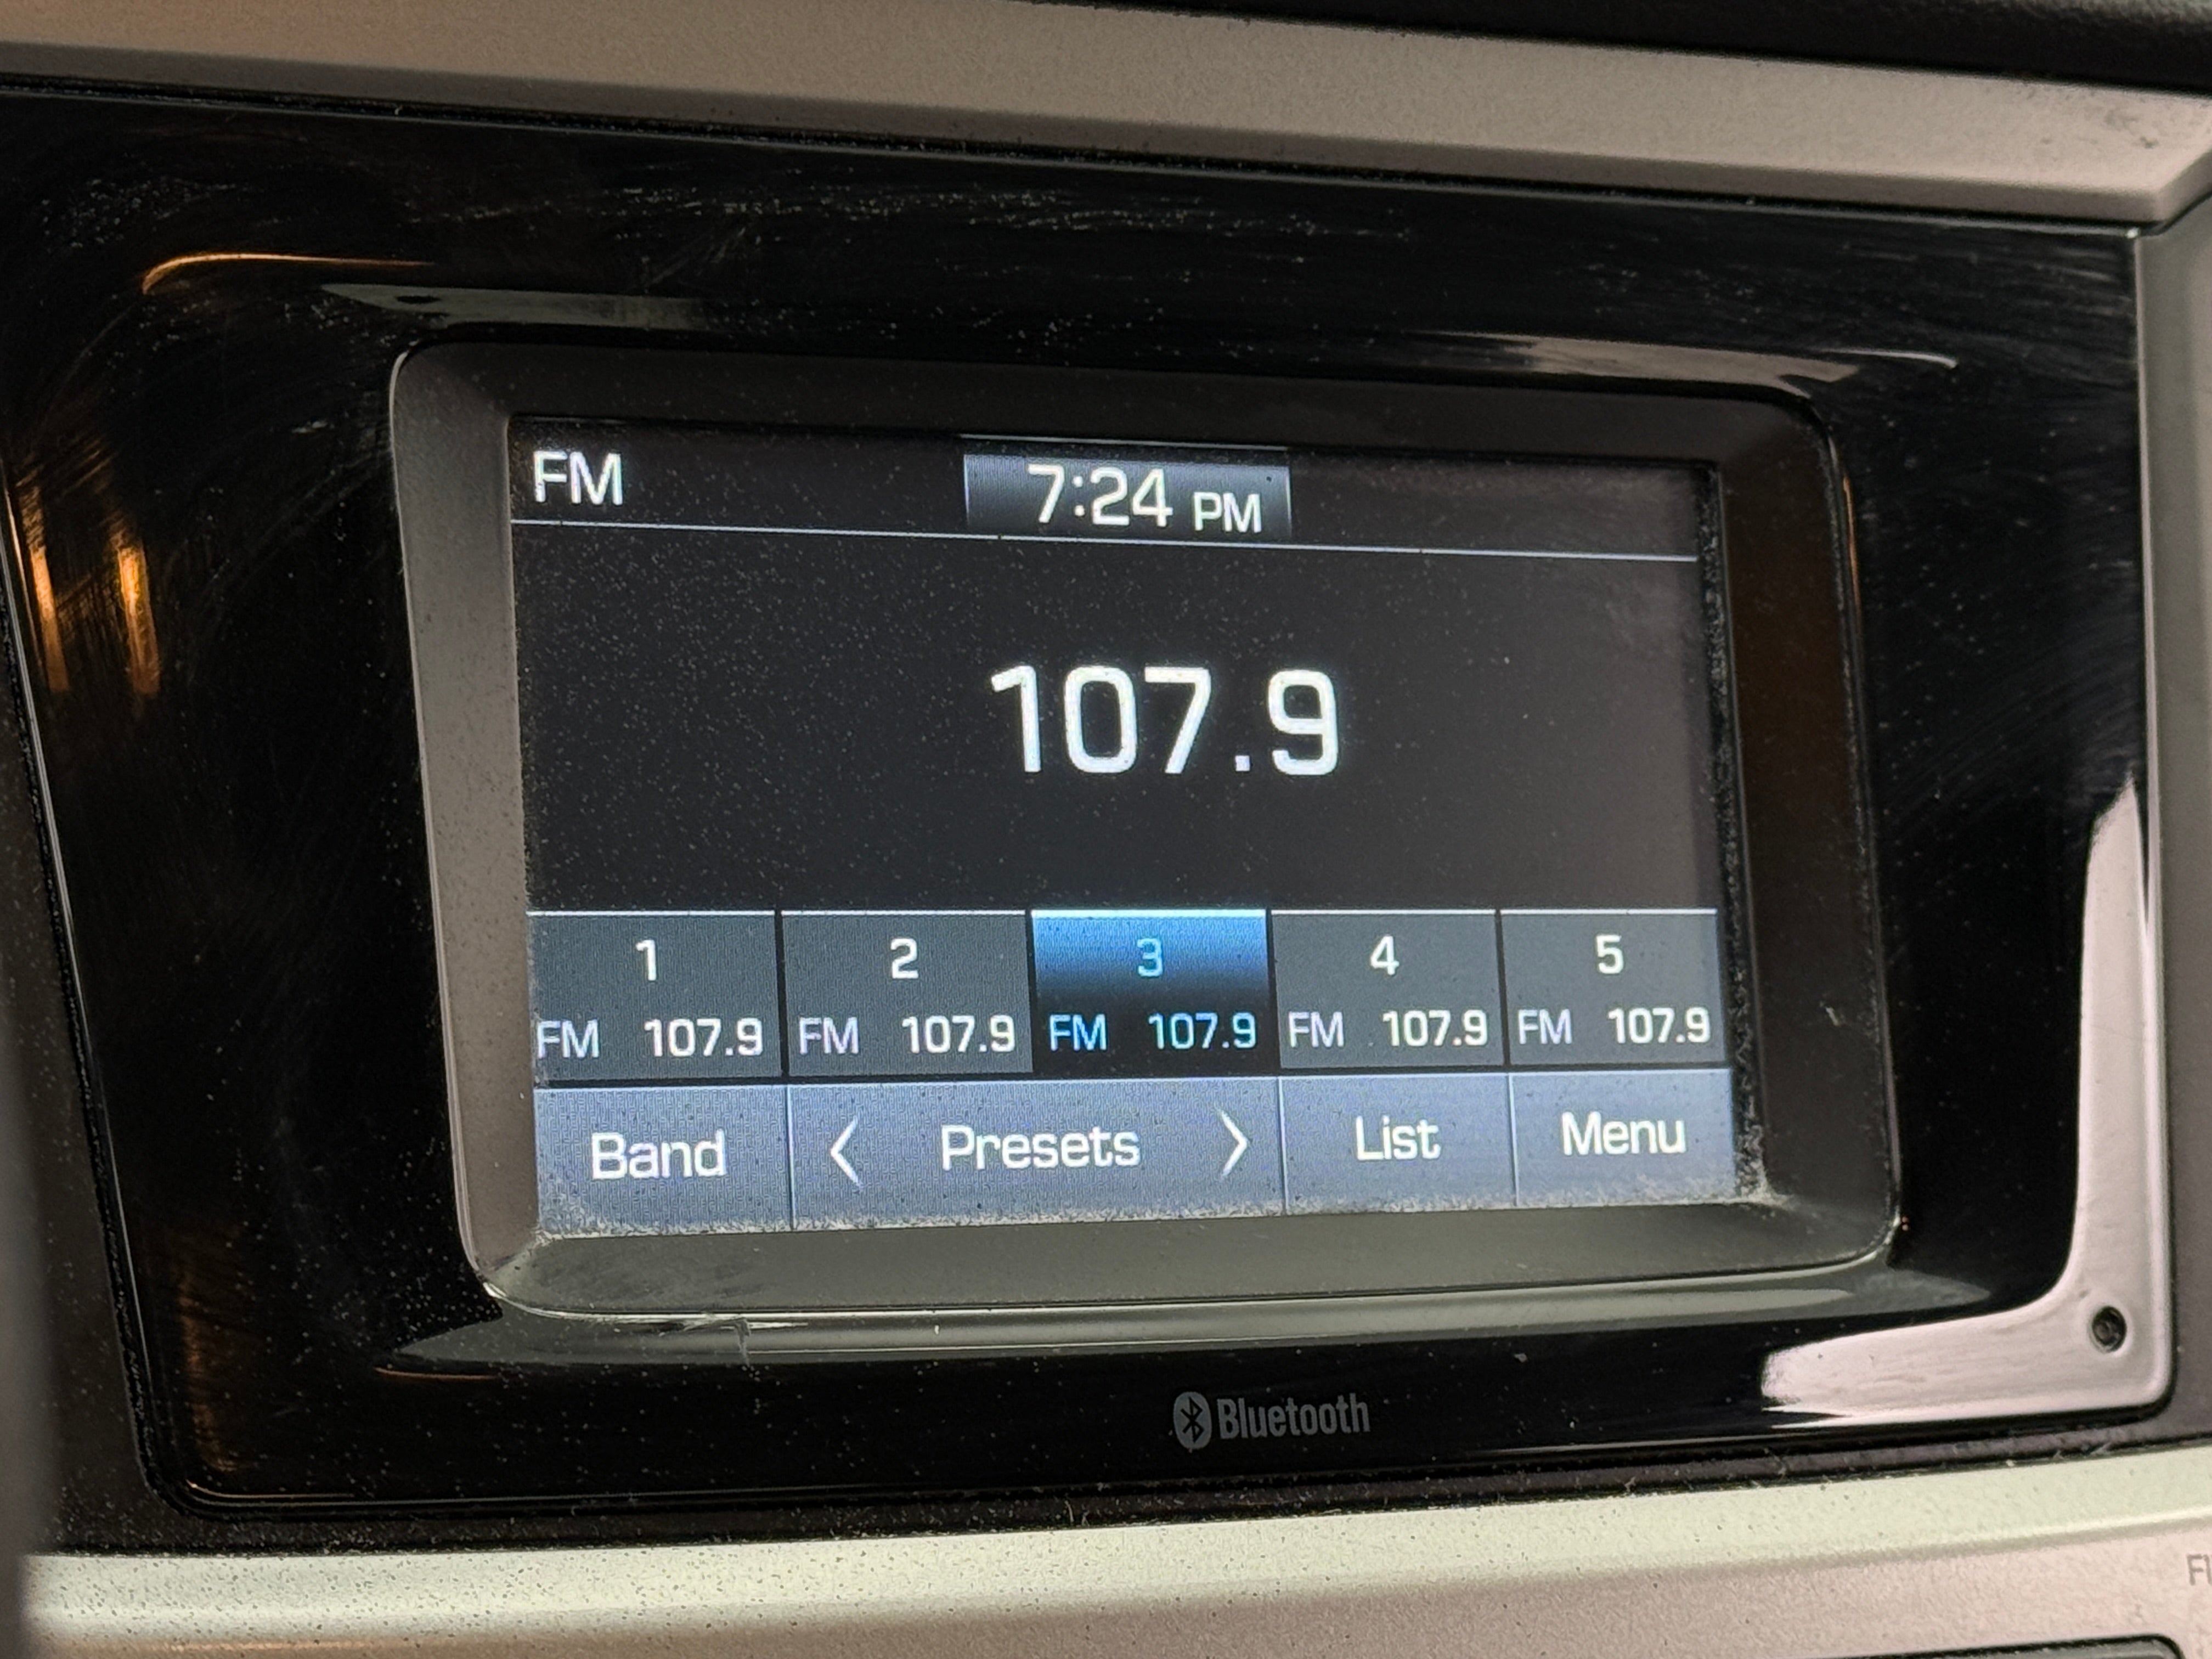 FM 7:24 PM
107.9
1 2 3 4 5
FM 107.9 FM 107.9 FM 107.9 FM 107.9 FM 107.9
Band < Presets > List Menu
Bluetooth